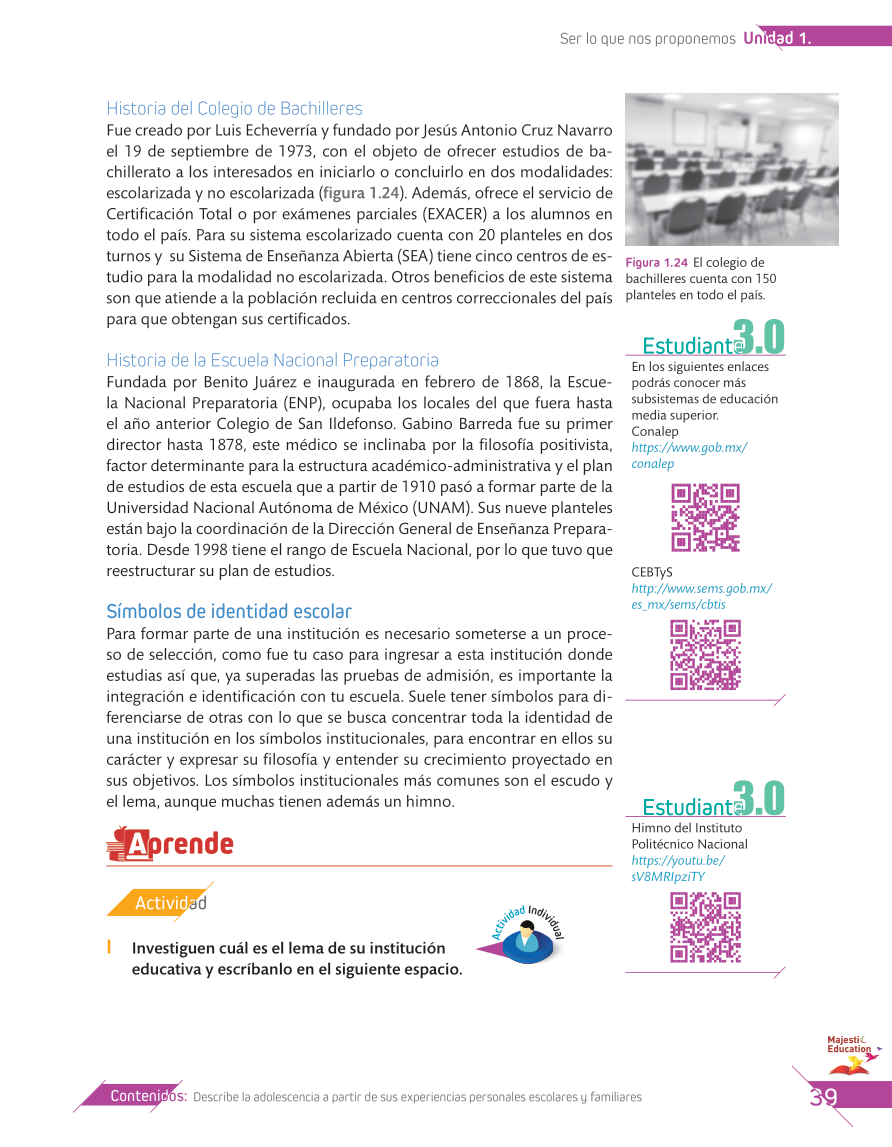 Ser lo que nos proponemos Unidad 1.
Historia del Colegio de Bachilleres
Fue creado por Luis Echeverría y fundado por Jesús Antonio Cruz Navarro
el 19 de septiembre de 1973, con el objeto de ofrecer estudios de ba-
chillerato a los interesados en iniciarlo o concluirlo en dos modalidades:
escolarizada y no escolarizada (figura 1.24). Además, ofrece el servicio de
Certificación Total o por exámenes parciales (EXACER) a los alumnos en
todo el país. Para su sistema escolarizado cuenta con 20 planteles en dos
turnos y su Sistema de Enseñanza Abierta (SEA) tiene cinco centros de es-
tudio para la modalidad no escolarizada. Otros beneficios de este sistema
son que atiende a la población recluida en centros correccionales del país
para que obtengan sus certificados.
Historia de la Escuela Nacional Preparatoria
Fundada por Benito Juárez e inaugurada en febrero de 1868, la Escue-
la Nacional Preparatoria (ENP), ocupaba los locales del que fuera hasta
el año anterior Colegio de San Ildefonso. Gabino Barreda fue su primer
director hasta 1878, este médico se inclinaba por la filosofía positivista,
factor determinante para la estructura académico-administrativa y el plan
de estudios de esta escuela que a partir de 1910 pasó a formar parte de la
Universidad Nacional Autónoma de México (UNAM). Sus nueve planteles
están bajo la coordinación de la Dirección General de Enseñanza Prepara-
toria. Desde 1998 tiene el rango de Escuela Nacional, por lo que tuvo que
reestructurar su plan de estudios.
Símbolos de identidad escolar
Para formar parte de una institución es necesario someterse a un proce-
so de selección, como fue tu caso para ingresar a esta institución donde
estudias así que, ya superadas las pruebas de admisión, es importante la
integración e identificación con tu escuela. Suele tener símbolos para di-
ferenciarse de otras con lo que se busca concentrar toda la identidad de
una institución en los símbolos institucionales, para encontrar en ellos su
carácter y expresar su filosofía y entender su crecimiento proyectado en
sus objetivos. Los símbolos institucionales más comunes son el escudo y
el lema, aunque muchas tienen además un himno.
Aprende
Actividad
Actividad Individual
I Investiguen cuál es el lema de su institución
educativa y escríbanlo en el siguiente espacio.
Figura 1.24 El colegio de
bachilleres cuenta con 150
planteles en todo el país.
Estudiante 3.0
En los siguientes enlaces
podrás conocer más
subsistemas de educación
media superior.
Conalep
https://www.gob.mx/
conalep
CEBTyS
http://www.sems.gob.mx/
es_mx/sems/cbtis
Estudiante 3.0
Himno del Instituto
Politécnico Nacional
https://youtu.be/
sV8MRIpziTY
Majestic
Education
Contenidos: Describe la adolescencia a partir de sus experiencias personales escolares y familiares
39